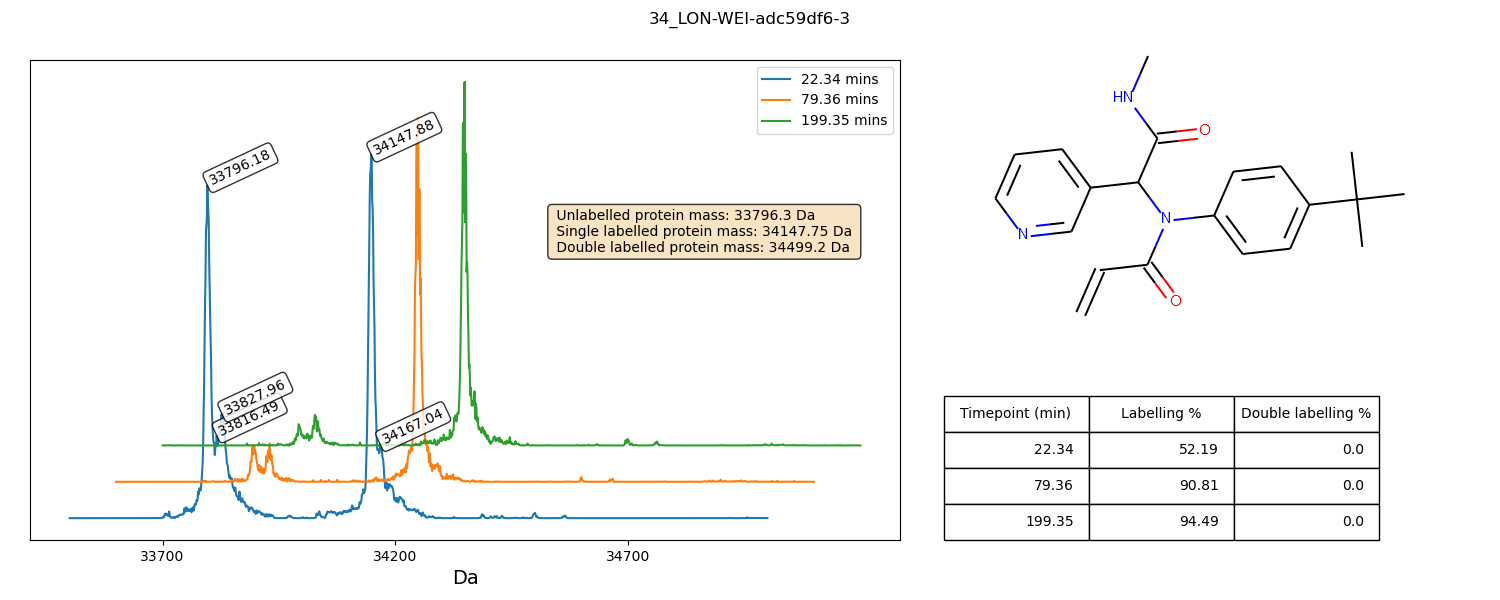 34_LON-WEI-adc59df6-3
22.34 mins
79.36 mins
199.35 mins
33796.18
34147.88
33827.96
33816.49
34167.04
Unlabelled protein mass: 33796.3 Da
Single labelled protein mass: 34147.75 Da
Double labelled protein mass: 34499.2 Da
33700 34200 34700
Da
HN
O
N
N
O
Timepoint (min) Labelling % Double labelling %
22.34 52.19 0.0
79.36 90.81 0.0
199.35 94.49 0.0